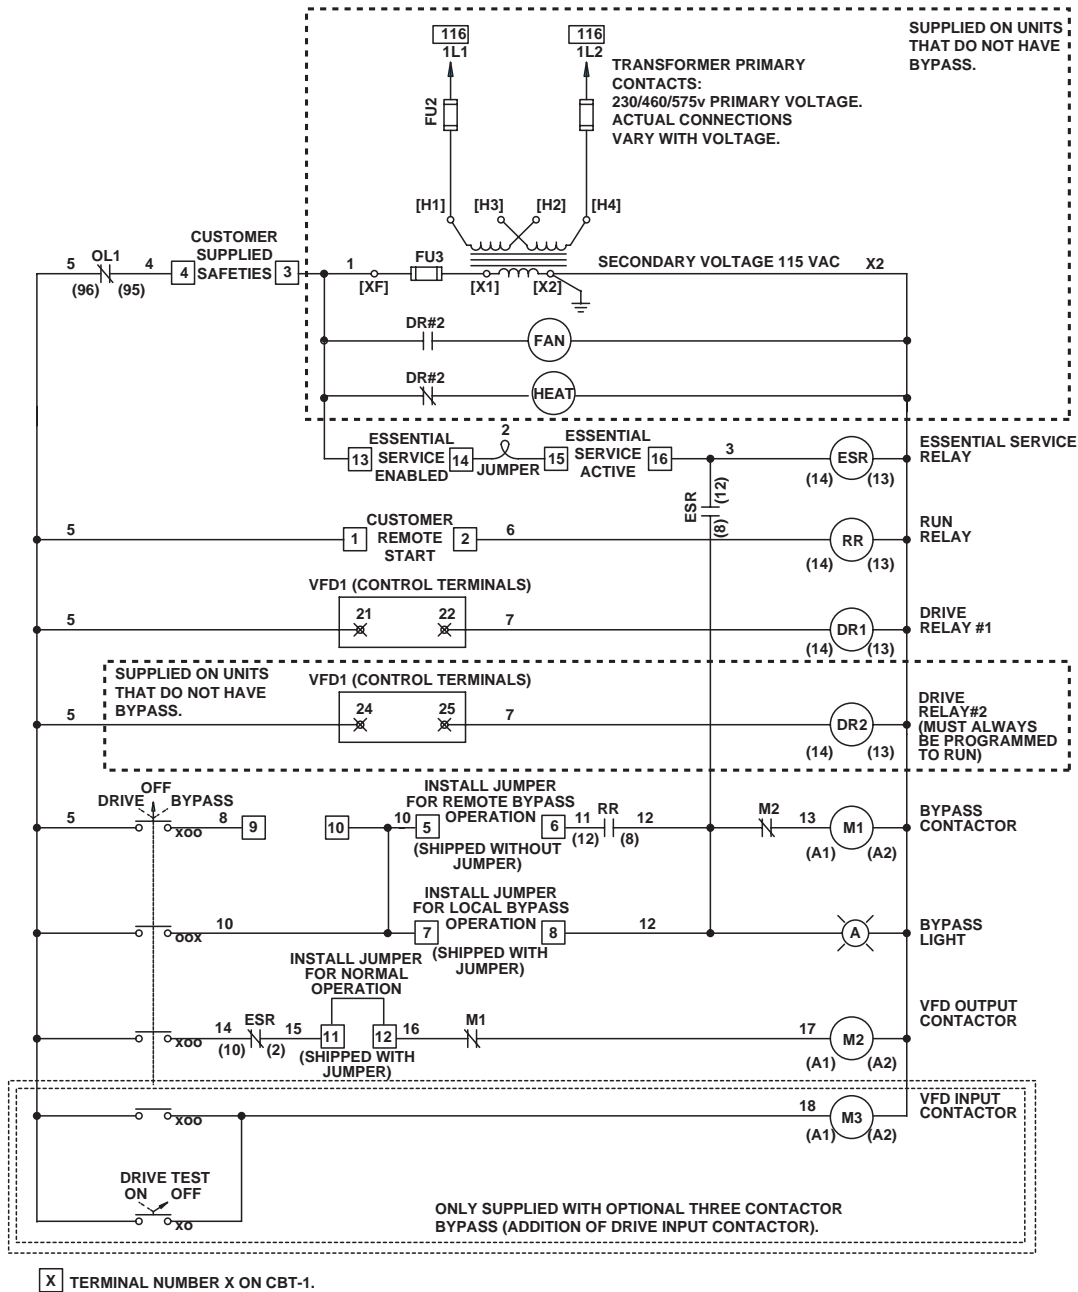 SUPPLIED ON UNITS
THAT DO NOT HAVE
BYPASS.
116
116
1L1
1L2
TRANSFORMER PRIMARY
CONTACTS:
230/460/575v PRIMARY VOLTAGE.
ACTUAL CONNECTIONS
VARY WITH VOLTAGE.
FU2
[H1]
[H3]
[H2]
[H4]
5
OL1
4
(96)
(95)
4
CUSTOMER
SUPPLIED
SAFETIES
3
1
[XF]
FU3
[X1]
[X2]
SECONDARY VOLTAGE 115 VAC
X2
DR#2
FAN
DR#2
HEAT
13
ESSENTIAL
SERVICE
ENABLED
14
2
JUMPER
15
ESSENTIAL
SERVICE
ACTIVE
16
3
ESR
(14)
(13)
ESSENTIAL SERVICE
RELAY
ESR
(12)
(8)
5
1
CUSTOMER
REMOTE
START
2
6
RR
(14)
(13)
RUN
RELAY
VFD1 (CONTROL TERMINALS)
5
21
22
7
DR1
(14)
(13)
DRIVE
RELAY #1
SUPPLIED ON UNITS
THAT DO NOT HAVE
BYPASS.
VFD1 (CONTROL TERMINALS)
5
24
25
7
DR2
(14)
(13)
DRIVE
RELAY#2
(MUST ALWAYS
BE PROGRAMMED
TO RUN)
OFF
DRIVE
BYPASS
5
xoo
8
9
10
10
5
INSTALL JUMPER
FOR REMOTE BYPASS
OPERATION
(SHIPPED WITHOUT
JUMPER)
6
11
RR
12
(12)
(8)
M2
13
M1
(A1)
(A2)
BYPASS
CONTACTOR
oox
10
7
INSTALL JUMPER
FOR LOCAL BYPASS
OPERATION
(SHIPPED WITH
JUMPER)
8
12
A
BYPASS
LIGHT
INSTALL JUMPER
FOR NORMAL
OPERATION
xoo
14
ESR
15
(10)
(2)
11
12
(SHIPPED WITH
JUMPER)
16
M1
17
M2
(A1)
(A2)
VFD OUTPUT
CONTACTOR
xoo
18
M3
(A1)
(A2)
VFD INPUT
CONTACTOR
DRIVE TEST
ON
OFF
xo
ONLY SUPPLIED WITH OPTIONAL THREE CONTACTOR
BYPASS (ADDITION OF DRIVE INPUT CONTACTOR).
X TERMINAL NUMBER X ON CBT-1.